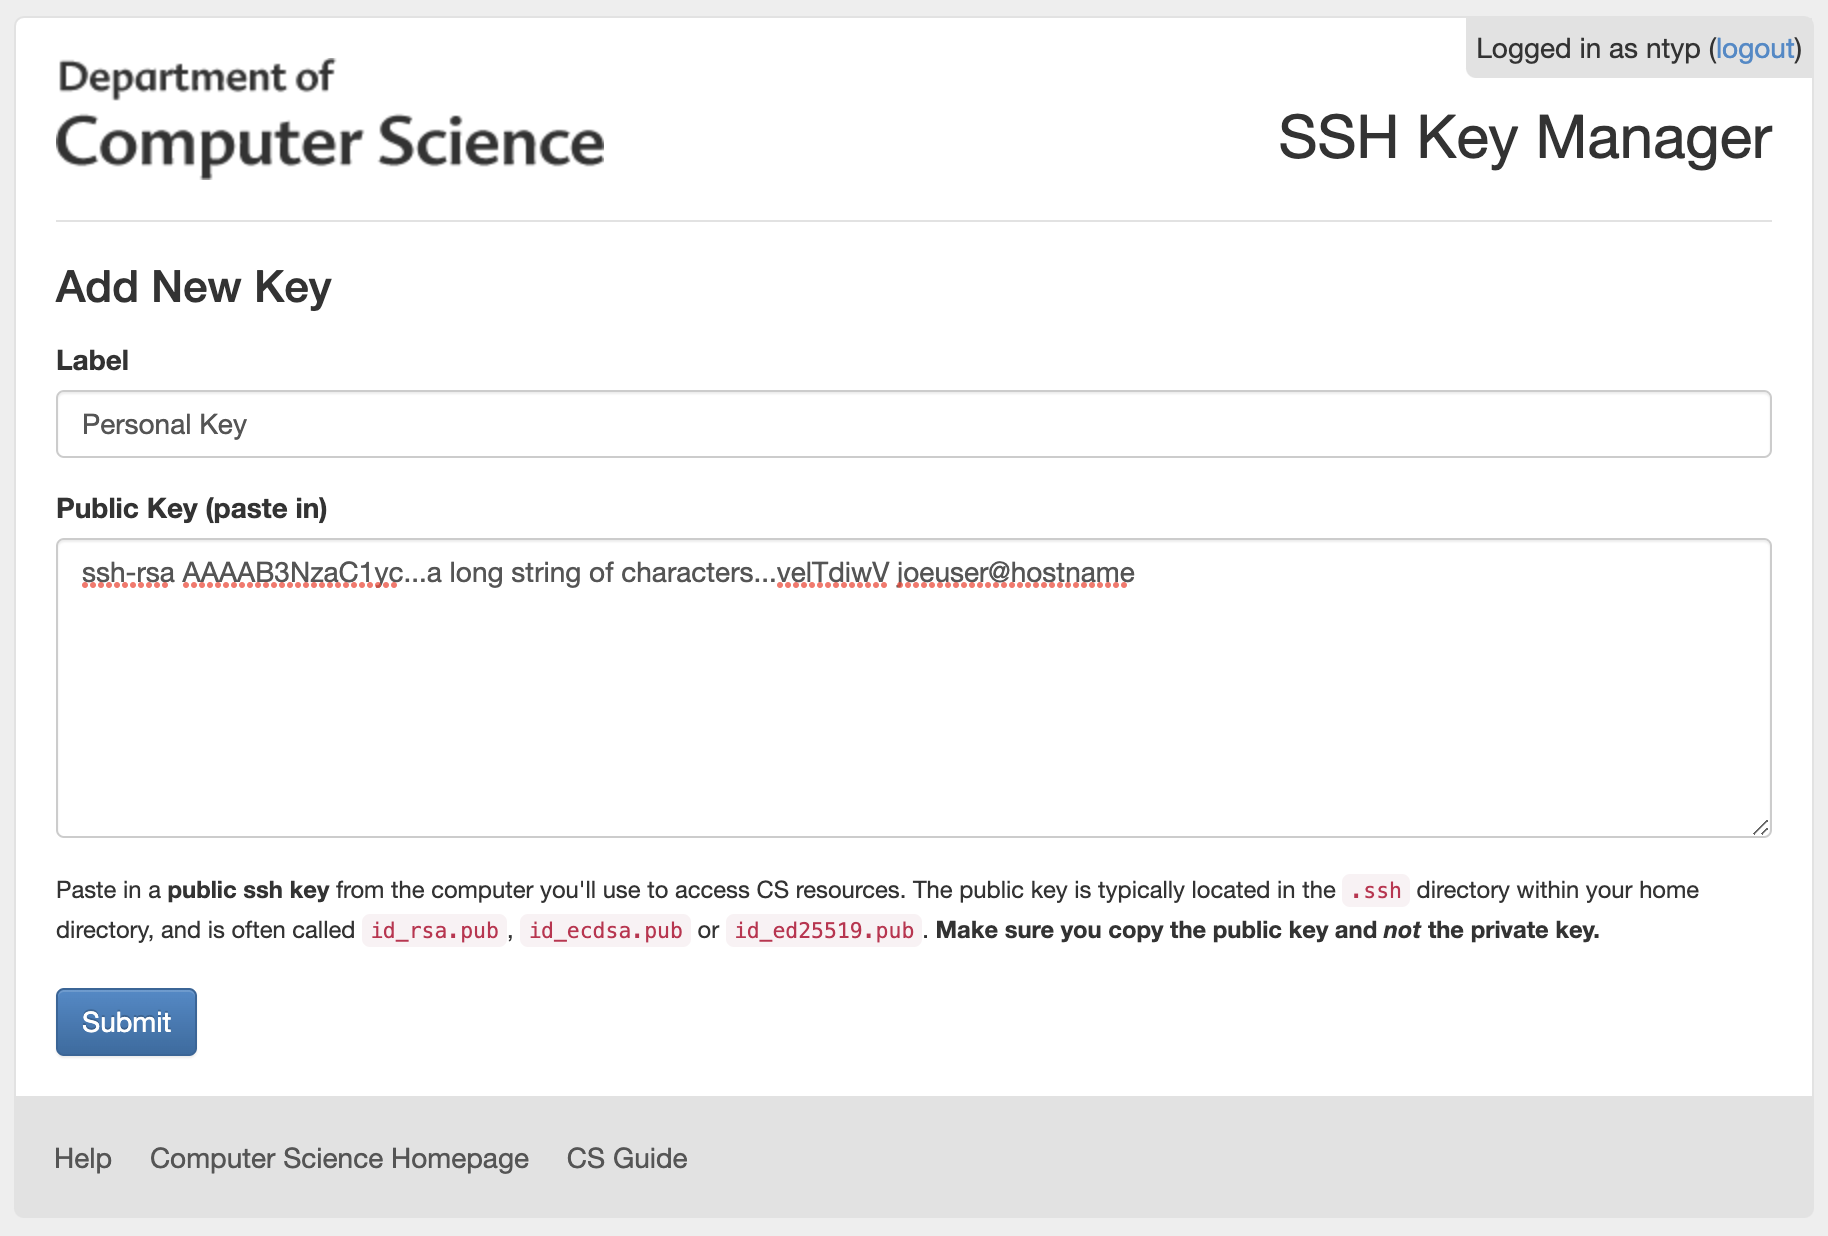 Logged in as ntyp (logout)
Department of
Computer Science
SSH Key Manager
Add New Key
Label
Personal Key
Public Key (paste in)
ssh-rsa AAAAB3NzaC1yc...a long string of characters...velTdiwV joeuser@hostname
Paste in a public ssh key from the computer you'll use to access CS resources. The public key is typically located in the .ssh directory within your home
directory, and is often called id_rsa.pub, id_ecdsa.pub or id_ed25519.pub. Make sure you copy the public key and not the private key.
Submit
Help Computer Science Homepage CS Guide